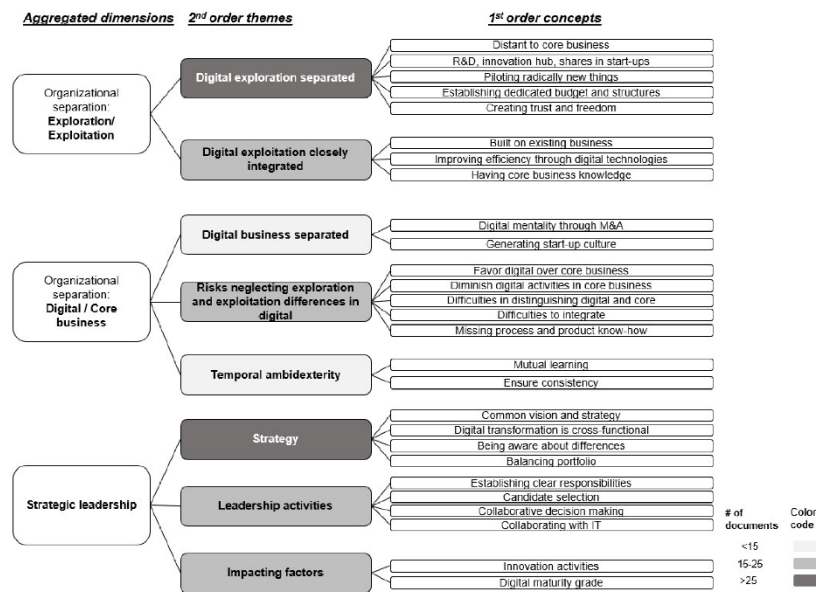 Aggregated dimensions 2nd order themes 1st order concepts
Organizational
separation:
Exploration/
Exploitation
Digital exploration separated
Distant to core business
R&D, innovation hub, shares in start-ups
Piloting radically new things
Establishing dedicated budget and structures
Creating trust and freedom
Digital exploitation closely
integrated
Built on existing business
Improving efficiency through digital technologies
Having core business knowledge
Organizational
separation:
Digital / Core
business
Digital business separated
Digital mentality through M&A
Generating start-up culture
Risks neglecting exploration
and exploitation differences in
digital
Favor digital over core business
Diminish digital activities in core business
Difficulties in distinguishing digital and core
Difficulties to integrate
Missing process and product know-how
Temporal ambidexterity
Mutual learning
Ensure consistency
Strategic leadership
Strategy
Common vision and strategy
Digital transformation is cross-functional
Being aware about differences
Balancing portfolio
Leadership activities
Establishing clear responsibilities
Candidate selection
Collaborative decision making
Collaborating with IT
Impacting factors
Innovation activities
Digital maturity grade
# of
documents
Color
code
<15
15-25
>25